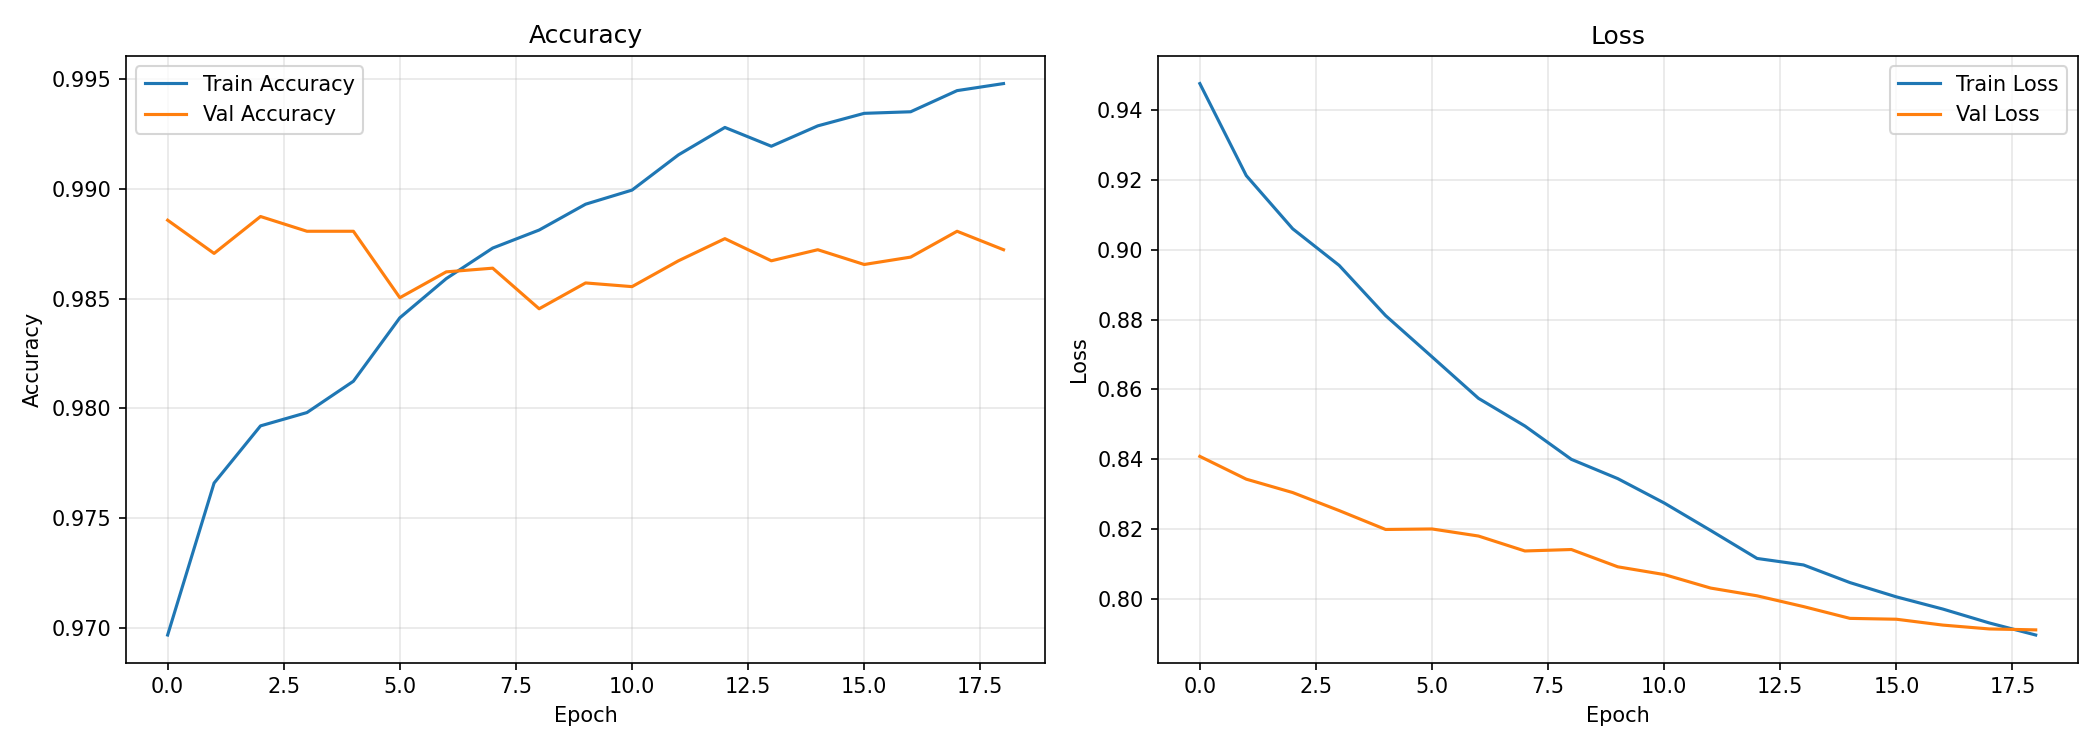 Accuracy
Train Accuracy
Val Accuracy
Accuracy
0.995
0.990
0.985
0.980
0.975
0.970
0.0 2.5 5.0 7.5 10.0 12.5 15.0 17.5
Epoch
Loss
Train Loss
Val Loss
Loss
0.94
0.92
0.90
0.88
0.86
0.84
0.82
0.80
0.0 2.5 5.0 7.5 10.0 12.5 15.0 17.5
Epoch